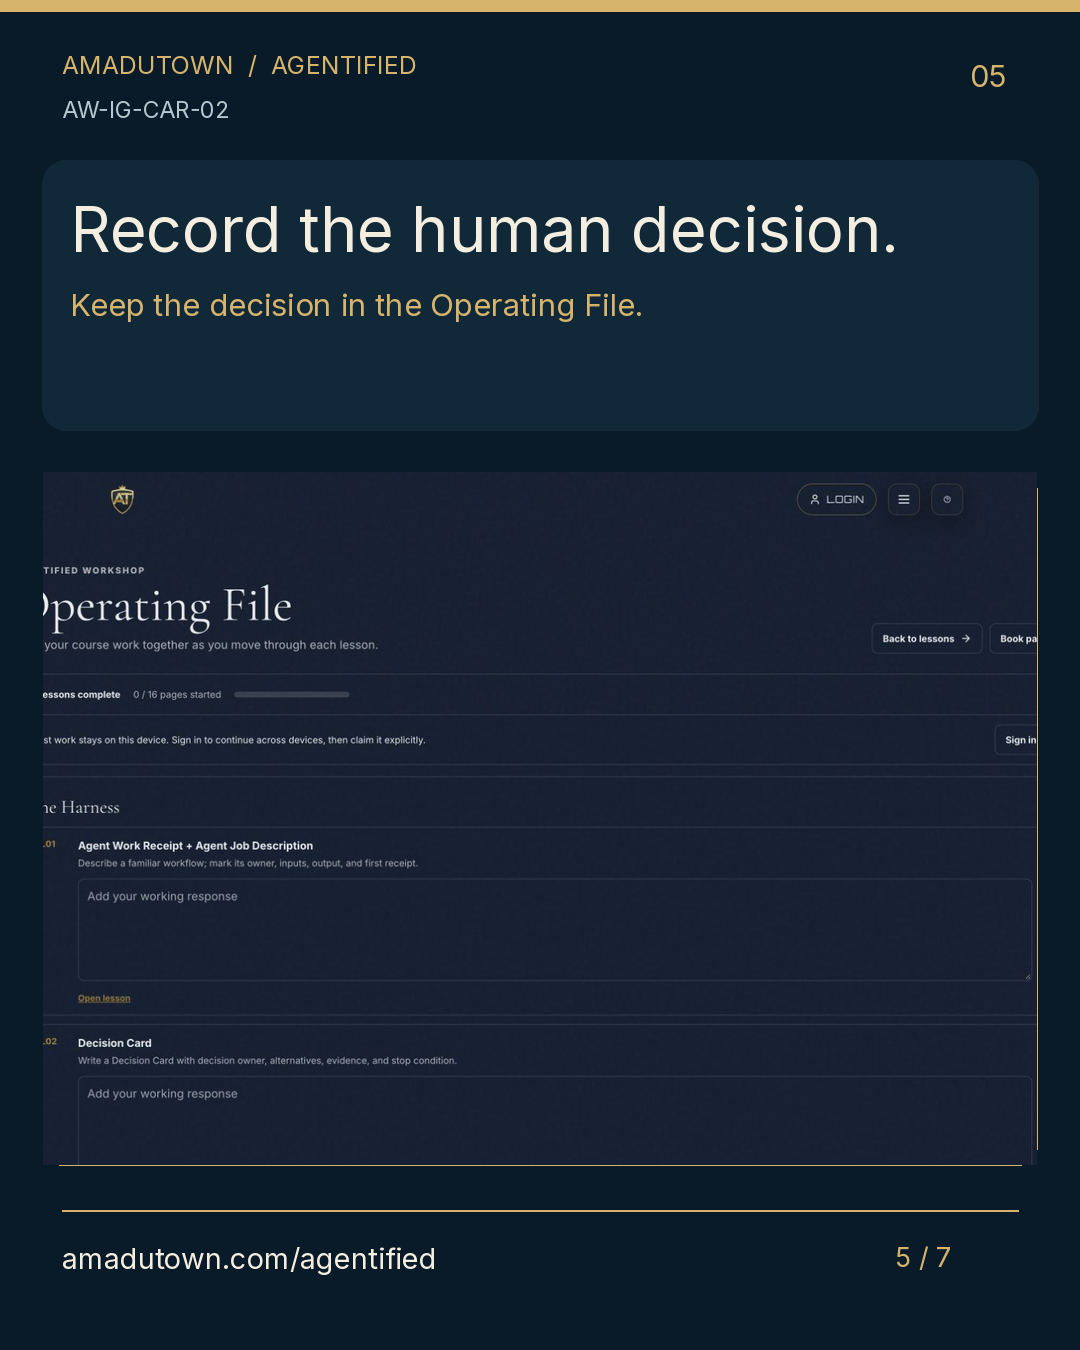 AMADUTOWN / AGENTIFIED
05
AW-IG-CAR-02
Record the human decision.
Keep the decision in the Operating File.
AT
LOGIN
TIFIED WORKSHOP
Operating File
your course work together as you move through each lesson.
Back to lessons →
Book pa
essons complete 0 / 16 pages started
st work stays on this device. Sign in to continue across devices, then claim it explicitly.
Sign in
he Harness
.01 Agent Work Receipt + Agent Job Description
Describe a familiar workflow; mark its owner, inputs, output, and first receipt.
Add your working response
Open lesson
.02 Decision Card
Write a Decision Card with decision owner, alternatives, evidence, and stop condition.
Add your working response
amadutown.com/agentified
5 / 7